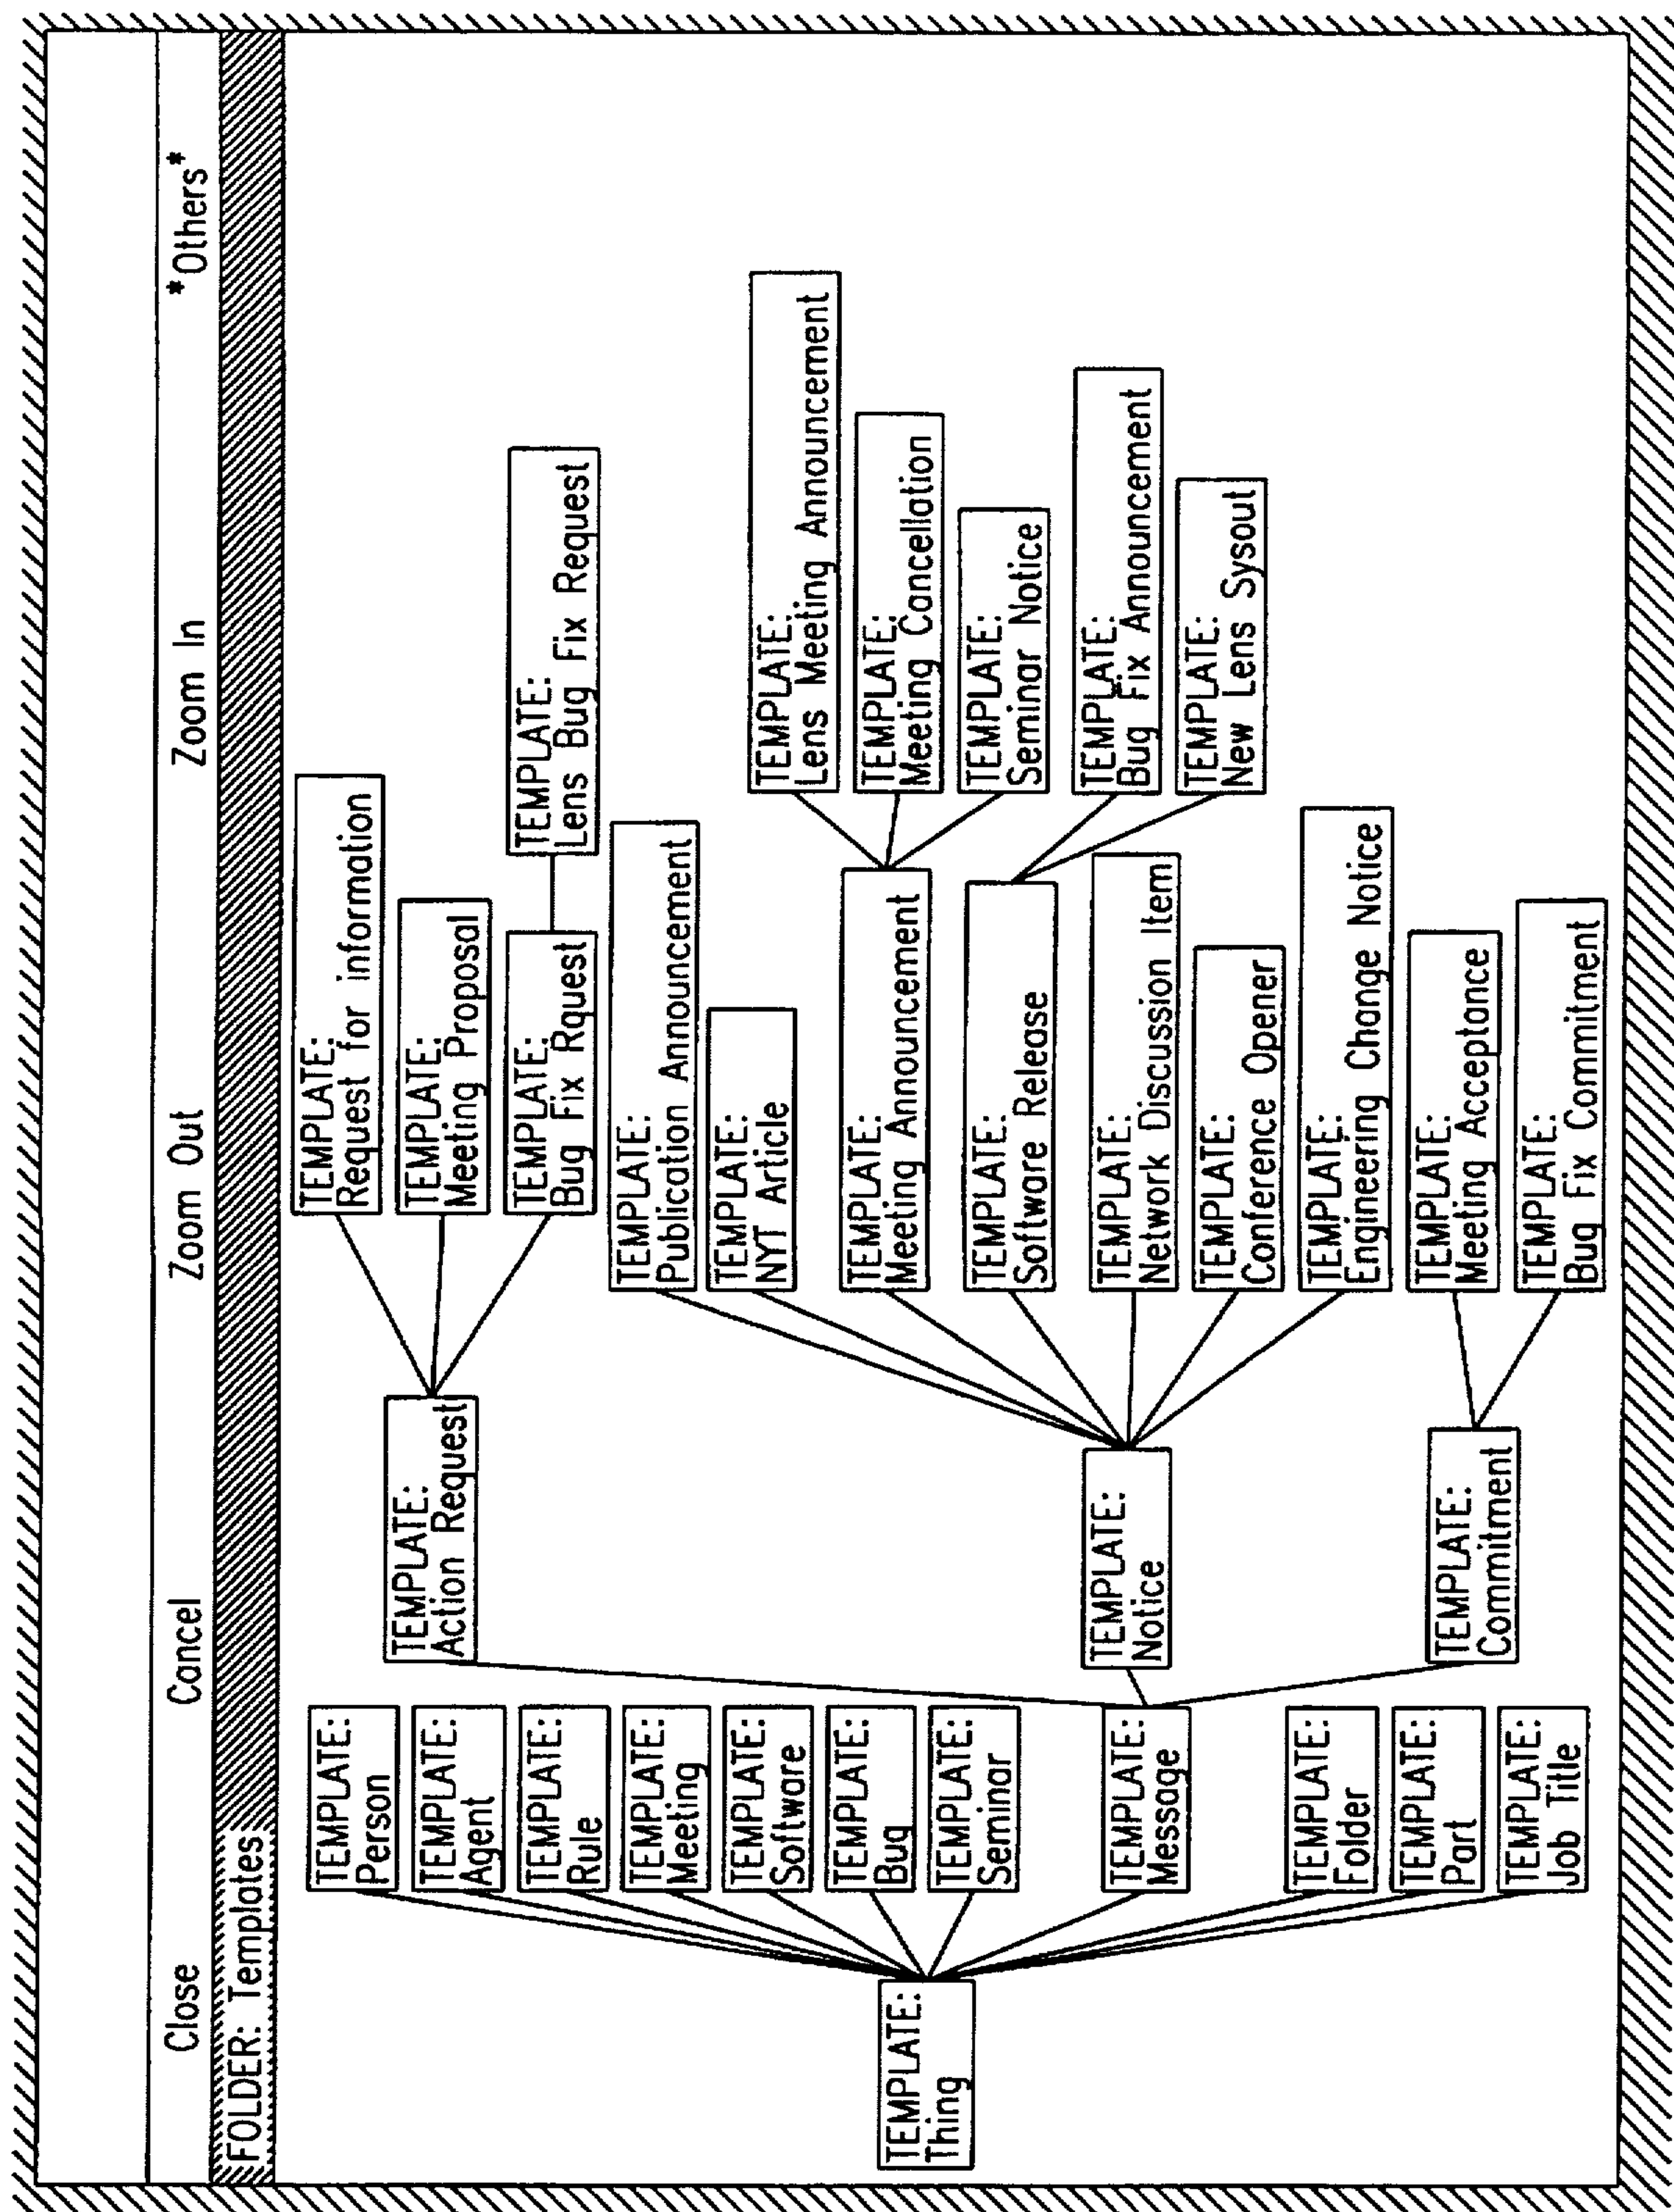 Close Cancel Zoom Out Zoom In *Others*
FOLDER: Templates
TEMPLATE:
Thing
TEMPLATE:
Person
TEMPLATE:
Agent
TEMPLATE:
Rule
TEMPLATE:
Meeting
TEMPLATE:
Software
TEMPLATE:
Bug
TEMPLATE:
Seminar
TEMPLATE:
Message
TEMPLATE:
Folder
TEMPLATE:
Part
TEMPLATE:
Job Title
TEMPLATE:
Action Request
TEMPLATE:
Notice
TEMPLATE:
Commitment
TEMPLATE:
Request for information
TEMPLATE:
Meeting Proposal
TEMPLATE:
Bug Fix Rquest
TEMPLATE:
Publication Announcement
TEMPLATE:
NYT Article
TEMPLATE:
Meeting Announcement
TEMPLATE:
Software Release
TEMPLATE:
Network Discussion Item
TEMPLATE:
Conference Opener
TEMPLATE:
Engineering Change Notice
TEMPLATE:
Meeting Acceptance
TEMPLATE:
Bug Fix Commitment
TEMPLATE:
Lens Bug Fix Request
TEMPLATE:
Lens Meeting Announcement
TEMPLATE:
Meeting Cancellation
TEMPLATE:
Seminar Notice
TEMPLATE:
Bug Fix Announcement
TEMPLATE:
New Lens Sysout